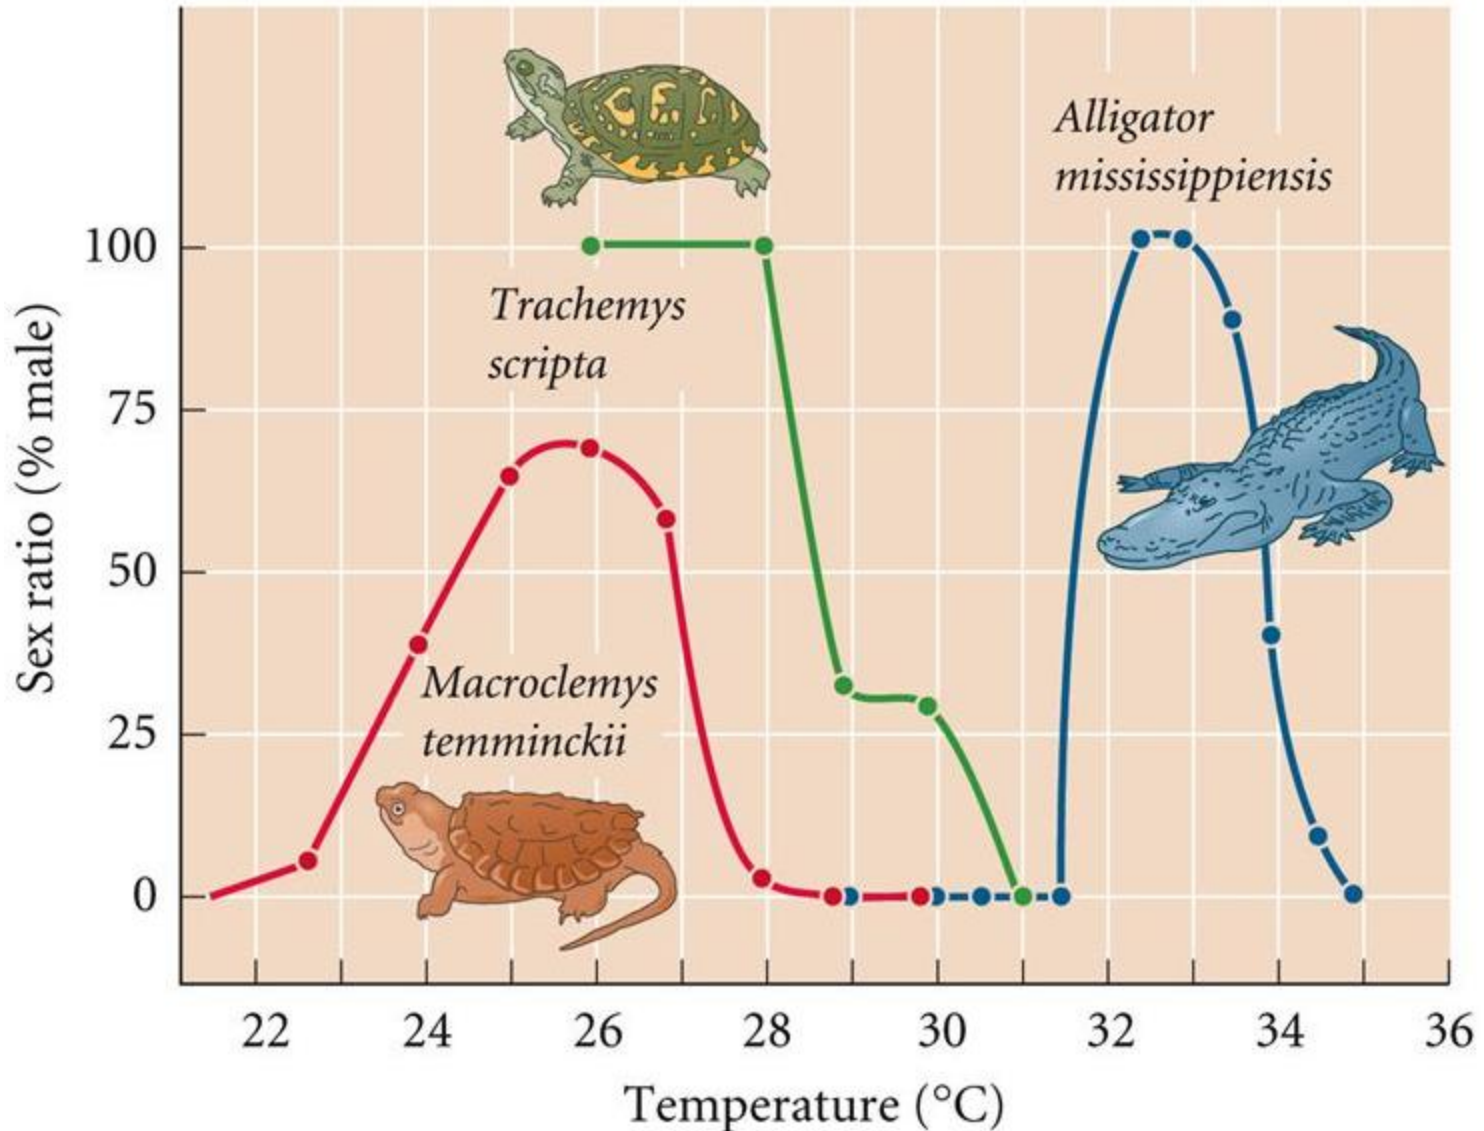 Alligator
mississippiensis
100
Trachemys
scripta
75
50
Macroclemys
temminckii
25
0
Sex ratio (% male)
22 24 26 28 30 32 34 36
Temperature (°C)